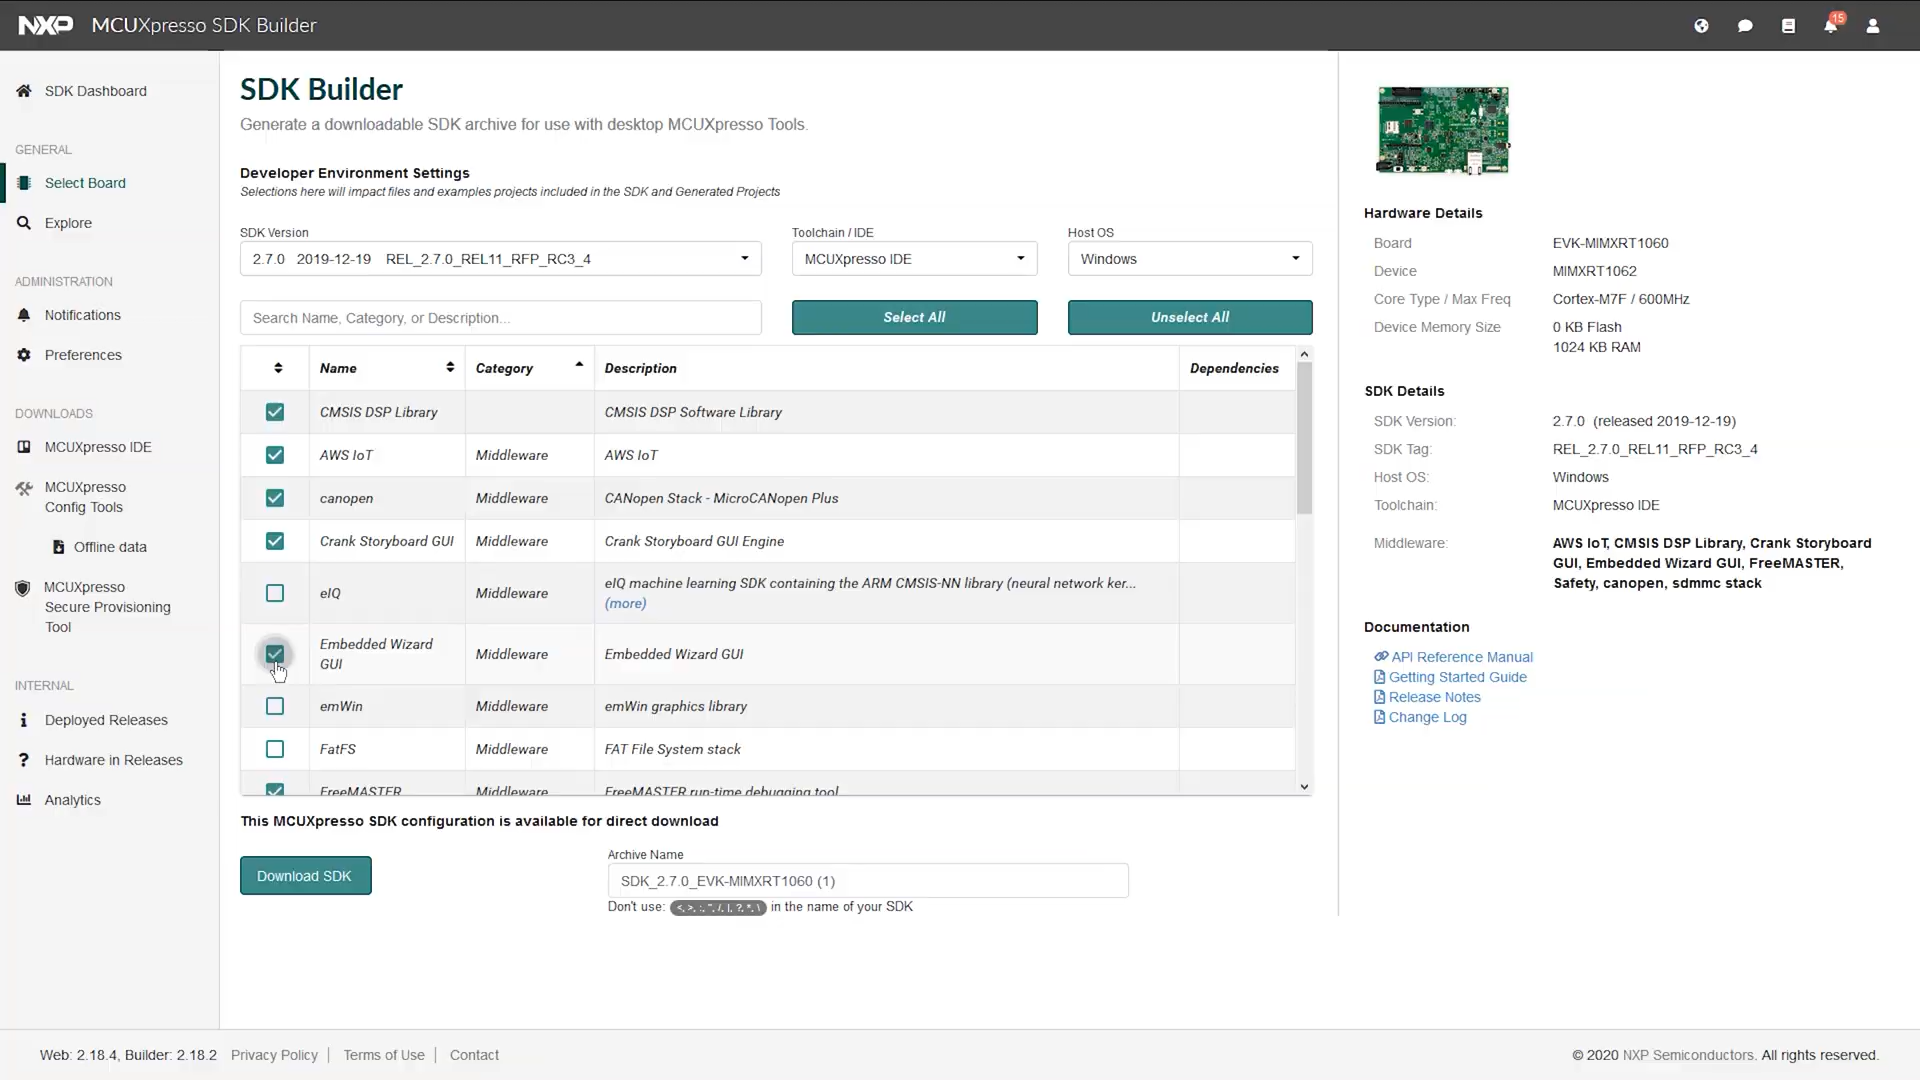 NXP MCUXpresso SDK Builder
15
SDK Dashboard
GENERAL
Select Board
Explore
ADMINISTRATION
Notifications
Preferences
DOWNLOADS
MCUXpresso IDE
MCUXpresso
Config Tools
Offline data
MCUXpresso
Secure Provisioning
Tool
INTERNAL
Deployed Releases
Hardware in Releases
Analytics
SDK Builder
Generate a downloadable SDK archive for use with desktop MCUXpresso Tools.
Developer Environment Settings
Selections here will impact files and examples projects included in the SDK and Generated Projects
SDK Version Toolchain / IDE Host OS
2.7.0 2019-12-19 REL_2.7.0_REL11_RFP_RC3_4 MCUXpresso IDE Windows
Search Name, Category, or Description... Select All Unselect All
Name Category Description Dependencies
CMSIS DSP Library CMSIS DSP Software Library
AWS IoT Middleware AWS IoT
canopen Middleware CANopen Stack - MicroCANopen Plus
Crank Storyboard GUI Middleware Crank Storyboard GUI Engine
eIQ Middleware eIQ machine learning SDK containing the ARM CMSIS-NN library (neural network ker...
(more)
Embedded Wizard
GUI Middleware Embedded Wizard GUI
emWin Middleware emWin graphics library
FatFS Middleware FAT File System stack
FreeMASTER Middleware FreeMASTER run-time debugging tool
This MCUXpresso SDK configuration is available for direct download
Archive Name
Download SDK SDK_2.7.0_EVK-MIMXRT1060 (1)
Don't use: <, >, :, ", /, |, ?, *, \ in the name of your SDK
Hardware Details
Board EVK-MIMXRT1060
Device MIMXRT1062
Core Type / Max Freq Cortex-M7F / 600MHz
Device Memory Size 0 KB Flash
1024 KB RAM
SDK Details
SDK Version: 2.7.0 (released 2019-12-19)
SDK Tag: REL_2.7.0_REL11_RFP_RC3_4
Host OS: Windows
Toolchain: MCUXpresso IDE
Middleware: AWS IoT, CMSIS DSP Library, Crank Storyboard
GUI, Embedded Wizard GUI, FreeMASTER,
Safety, canopen, sdmmc stack
Documentation
API Reference Manual
Getting Started Guide
Release Notes
Change Log
Web: 2.18.4, Builder: 2.18.2 Privacy Policy | Terms of Use | Contact
© 2020 NXP Semiconductors. All rights reserved.